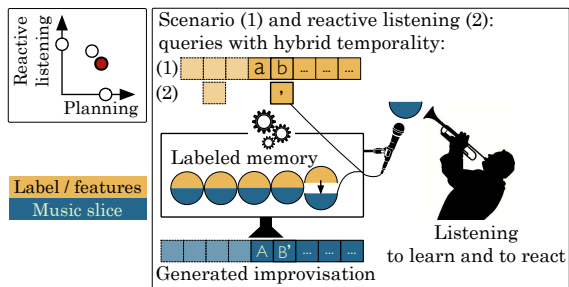 Reactive
listening
Planning
Label / features
Music slice
Scenario (1) and reactive listening (2):
queries with hybrid temporality:
(1) a b ... ... ...
(2) '
Labeled memory
A B' ... ... ...
Generated improvisation
Listening
to learn and to react